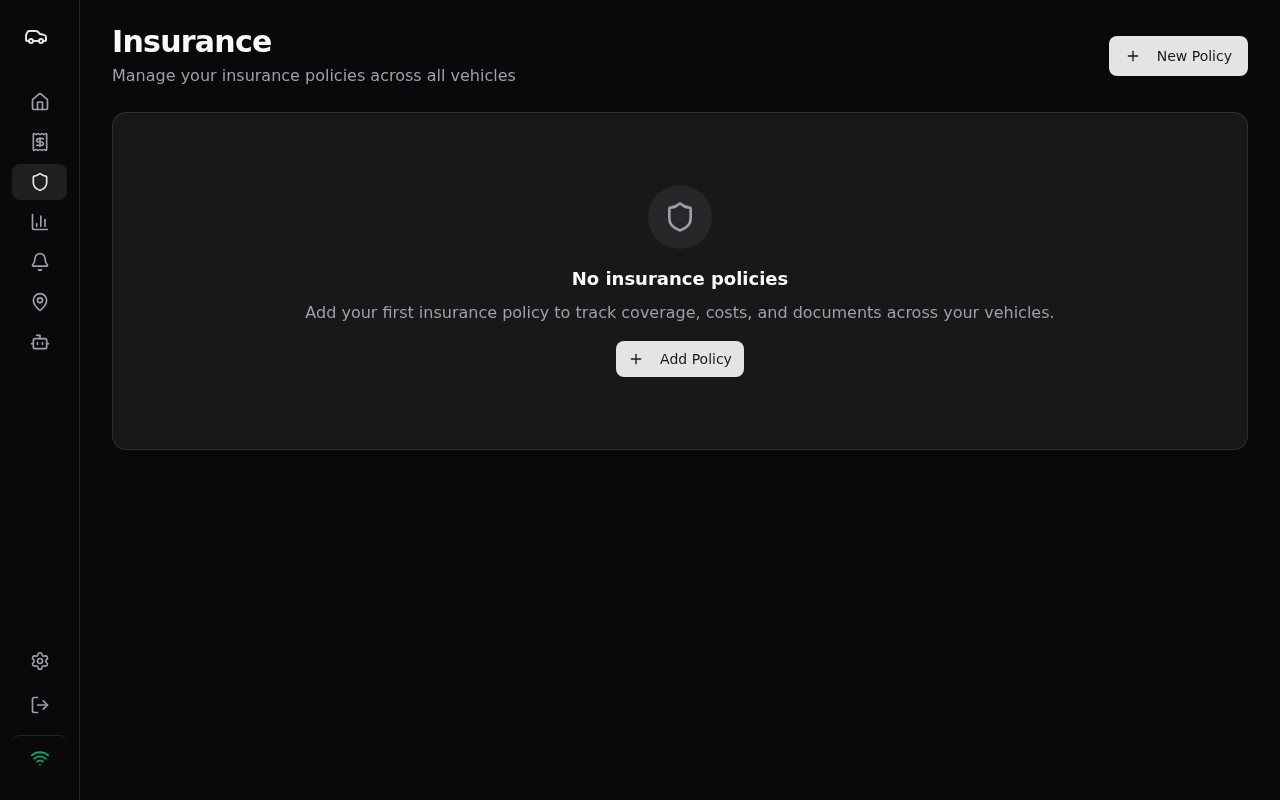 Insurance
Manage your insurance policies across all vehicles
New Policy
No insurance policies
Add your first insurance policy to track coverage, costs, and documents across your vehicles.
Add Policy